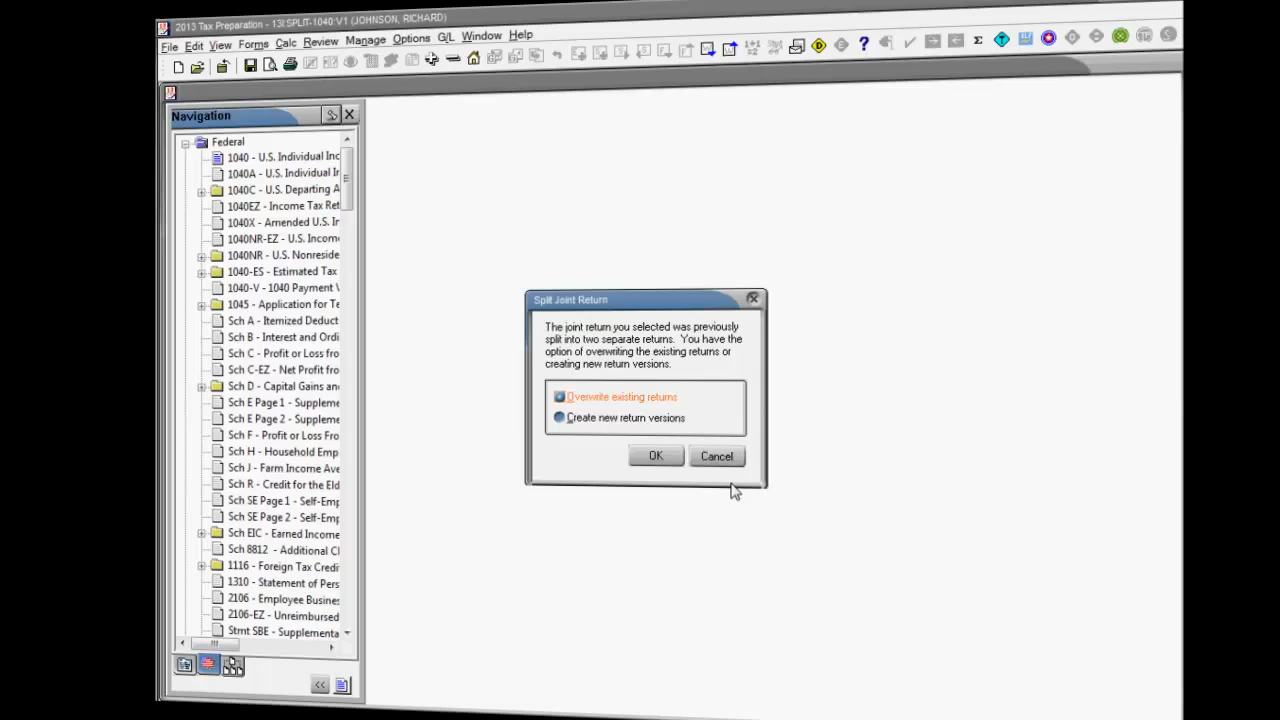 2013 Tax Preparation - 13I:SPLIT-1040:V1 (JOHNSON, RICHARD)
File Edit View Forms Calc Review Manage Options G/L Window Help
Navigation
Federal
1040 - U.S. Individual Inc
1040A - U.S. Individual I
1040C - U.S. Departing A
1040EZ - Income Tax Ret
1040X - Amended U.S. I
1040NR-EZ - U.S. Income
1040NR - U.S. Nonreside
1040-ES - Estimated Tax
1040-V - 1040 Payment
1045 - Application for Te
Sch A - Itemized Deduct
Sch B - Interest and Ordi
Sch C - Profit or Loss fro
Sch C-EZ - Net Profit from
Sch D - Capital Gains and
Sch E Page 1 - Suppleme
Sch E Page 2 - Suppleme
Sch F - Profit or Loss Fro
Sch H - Household Emp
Sch J - Farm Income Ave
Sch R - Credit for the Eld
Sch SE Page 1 - Self-Emp
Sch SE Page 2 - Self-Emp
Sch EIC - Earned Income
Sch 8812 - Additional Cl
1116 - Foreign Tax Credi
1310 - Statement of Pers
2106 - Employee Busines
2106-EZ - Unreimbursed
Stmt SBE - Supplementa
Split Joint Return
The joint return you selected was previously
split into two separate returns. You have the
option of overwriting the existing returns or
creating new return versions.
Overwrite existing returns
Create new return versions
OK Cancel